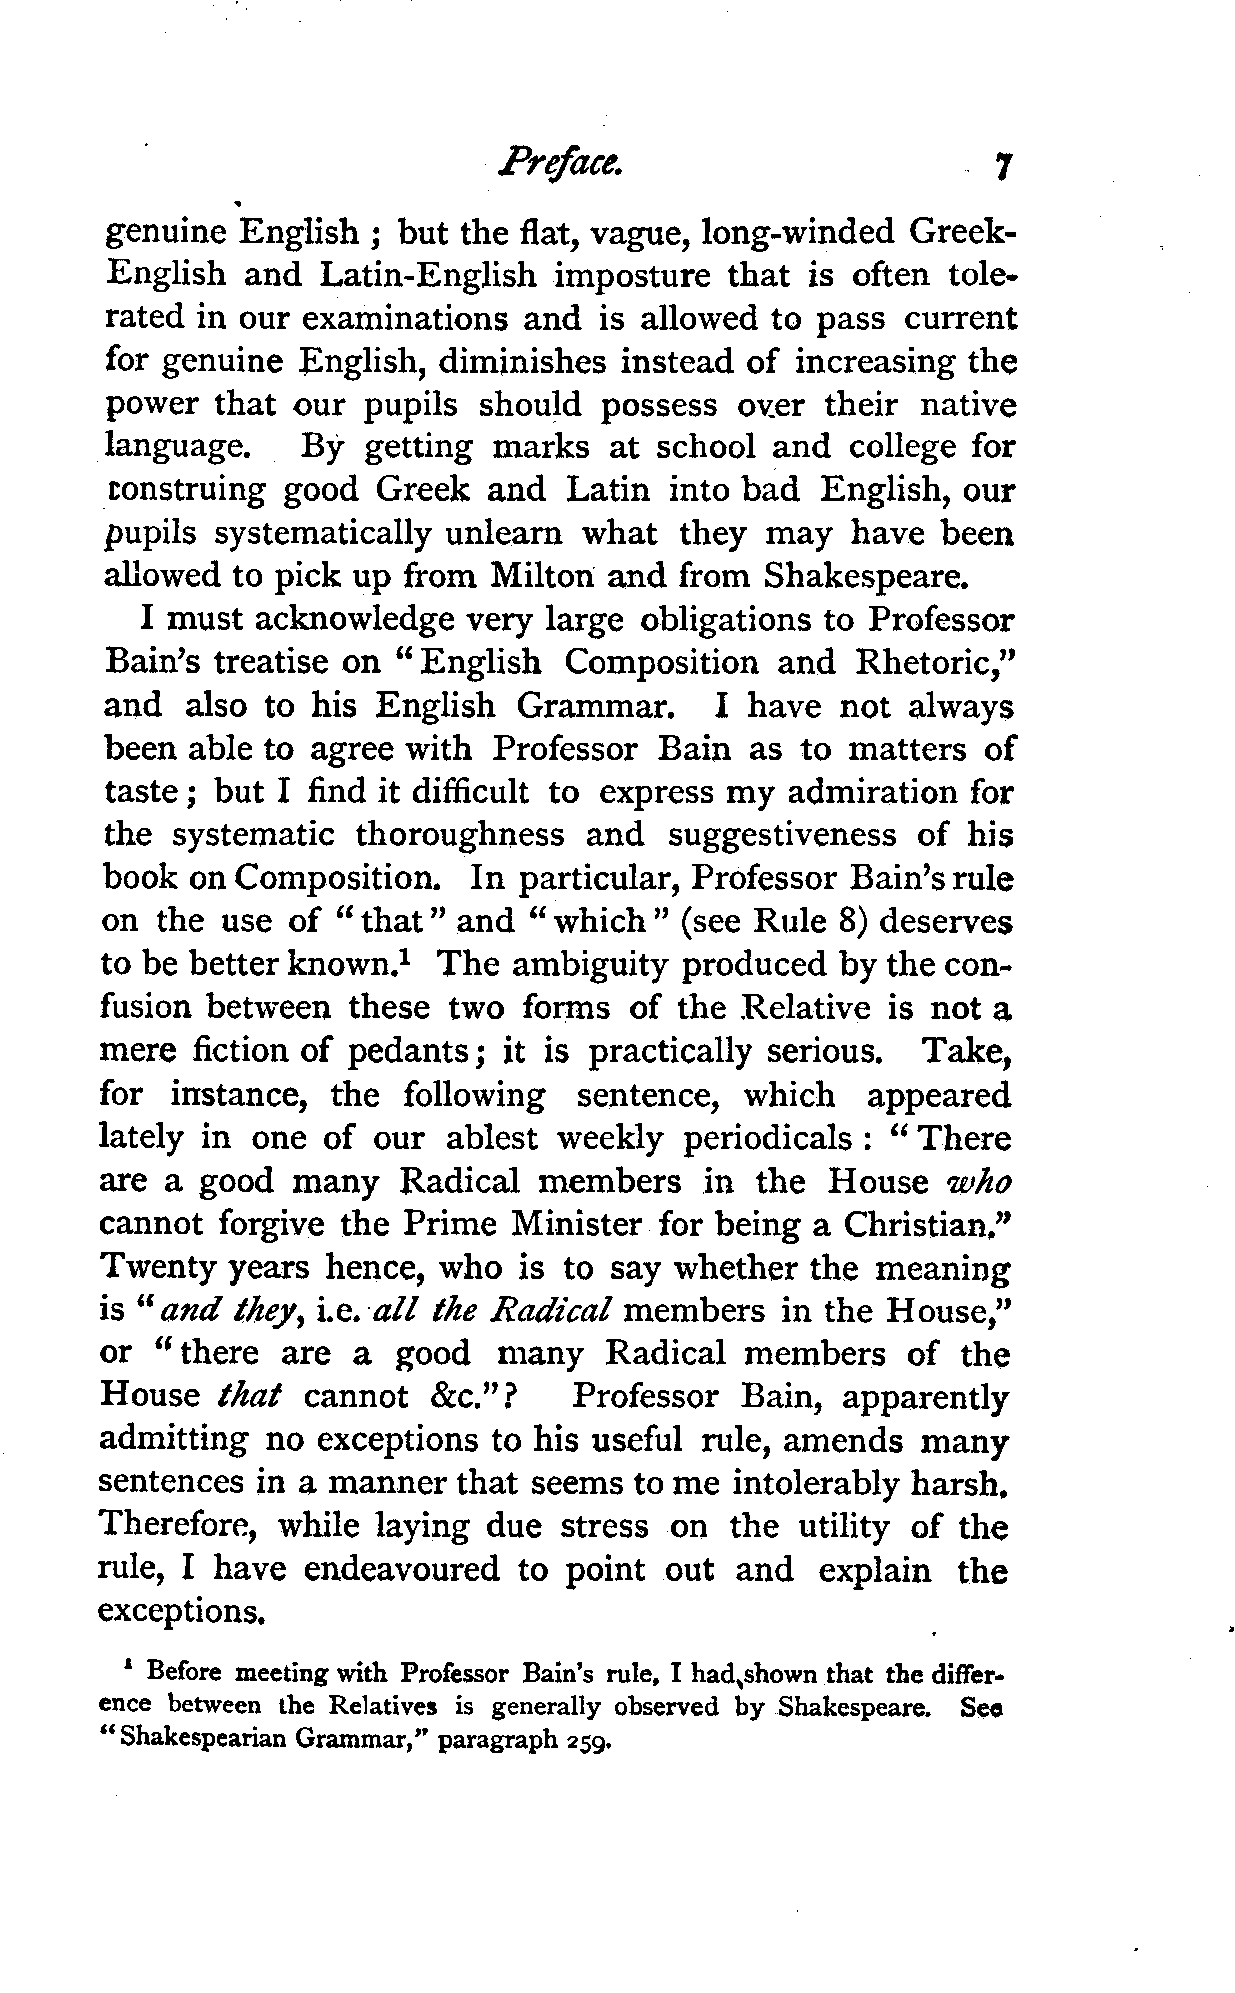 Preface. 7
genuine English ; but the flat, vague, long-winded Greek-
English and Latin-English imposture that is often tole-
rated in our examinations and is allowed to pass current
for genuine English, diminishes instead of increasing the
power that our pupils should possess over their native
language. By getting marks at school and college for
construing good Greek and Latin into bad English, our
pupils systematically unlearn what they may have been
allowed to pick up from Milton and from Shakespeare.
I must acknowledge very large obligations to Professor
Bain's treatise on “ English Composition and Rhetoric,”
and also to his English Grammar. I have not always
been able to agree with Professor Bain as to matters of
taste ; but I find it difficult to express my admiration for
the systematic thoroughness and suggestiveness of his
book on Composition. In particular, Professor Bain's rule
on the use of “ that ” and “ which ” (see Rule 8) deserves
to be better known.¹ The ambiguity produced by the con-
fusion between these two forms of the Relative is not a
mere fiction of pedants ; it is practically serious. Take,
for instance, the following sentence, which appeared
lately in one of our ablest weekly periodicals : “ There
are a good many Radical members in the House who
cannot forgive the Prime Minister for being a Christian.”
Twenty years hence, who is to say whether the meaning
is “ and they, i.e. all the Radical members in the House,”
or “ there are a good many Radical members of the
House that cannot &c.” ? Professor Bain, apparently
admitting no exceptions to his useful rule, amends many
sentences in a manner that seems to me intolerably harsh.
Therefore, while laying due stress on the utility of the
rule, I have endeavoured to point out and explain the
exceptions.
¹ Before meeting with Professor Bain's rule, I had shown that the differ-
ence between the Relatives is generally observed by Shakespeare. See
“ Shakespearian Grammar,” paragraph 259.